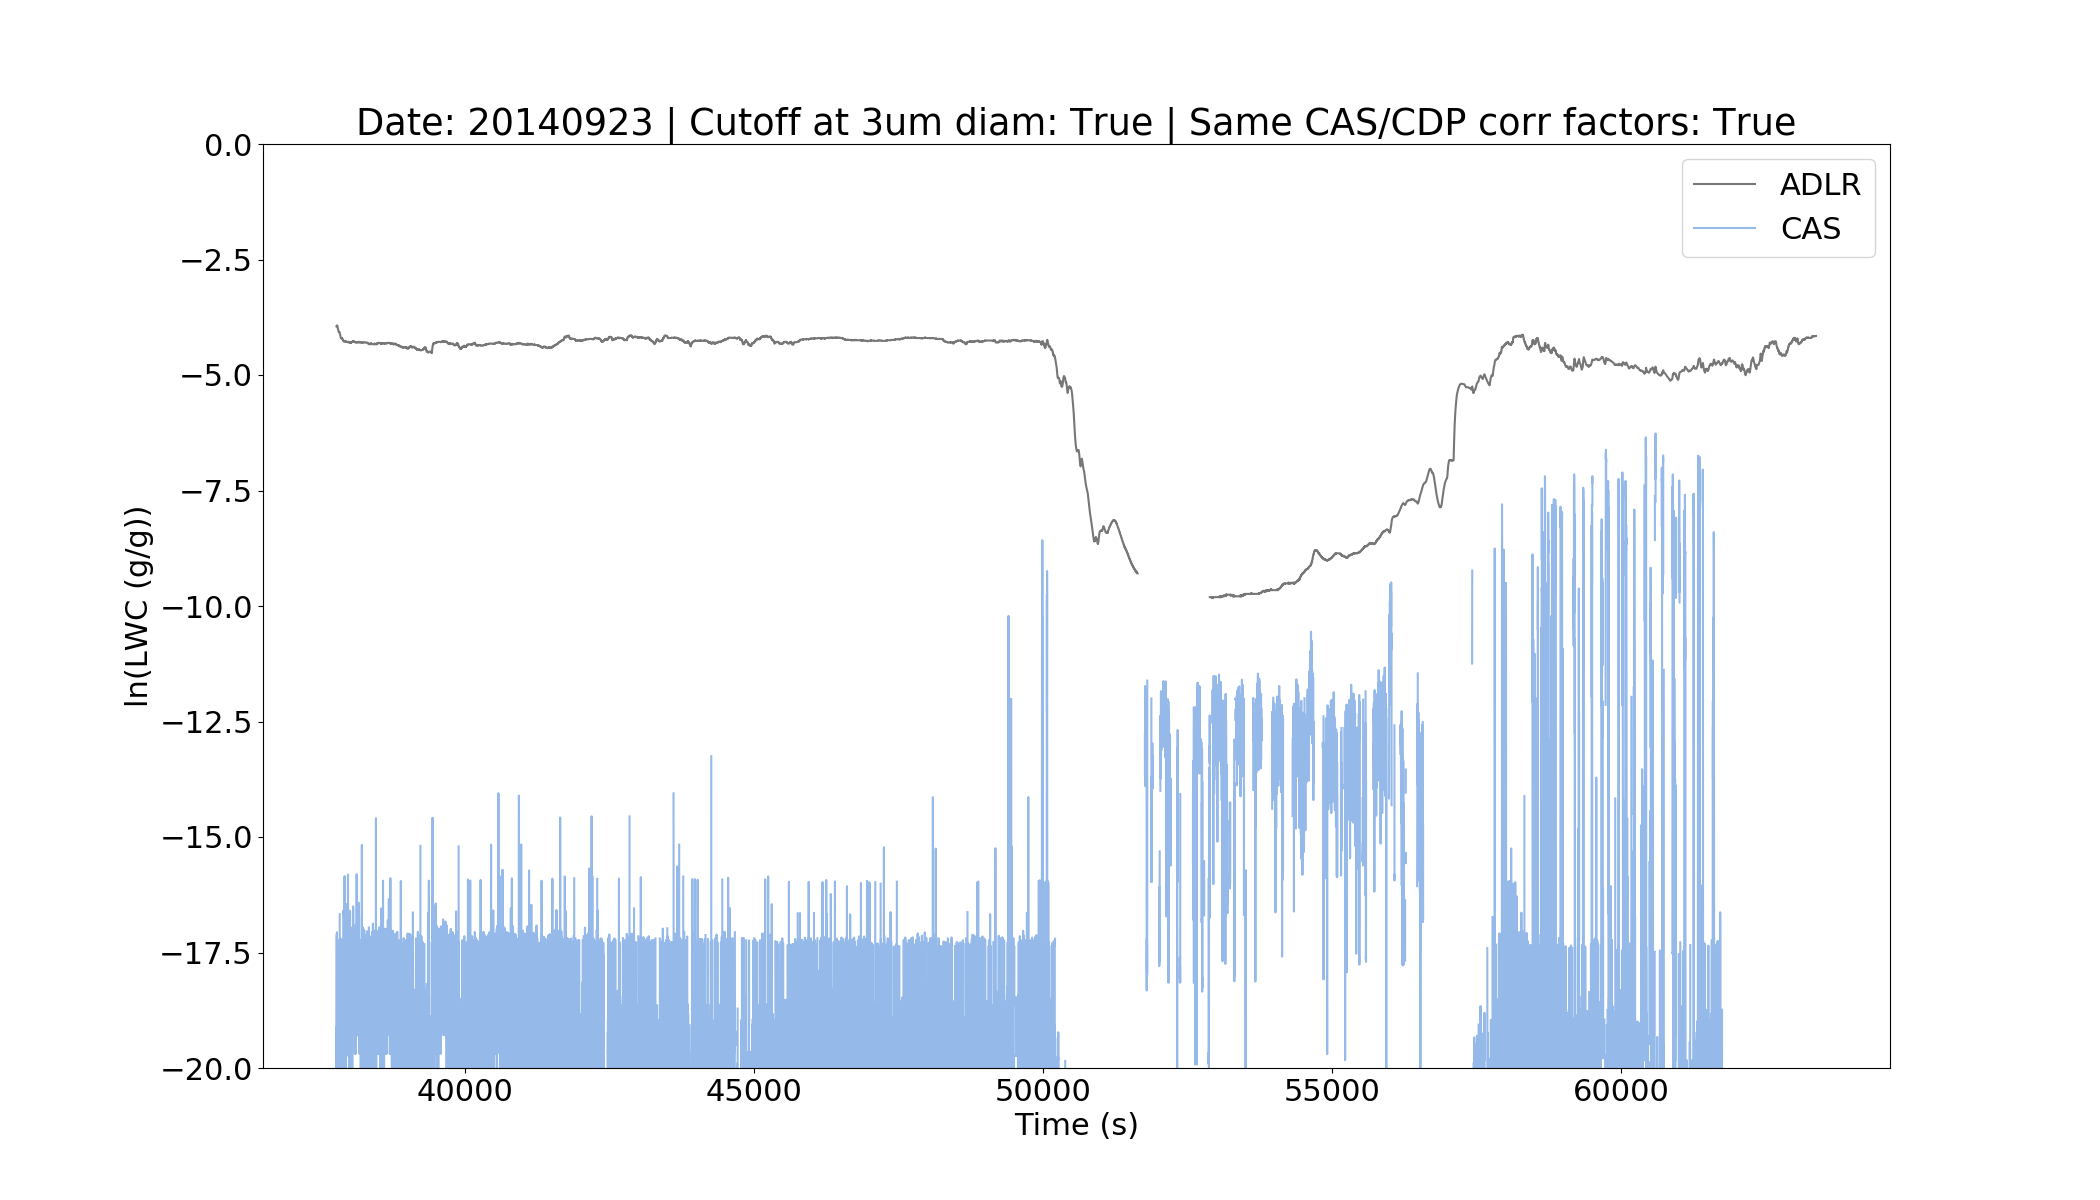 Date: 20140923 | Cutoff at 3um diam: True | Same CAS/CDP corr factors: True
ADLR
CAS
ln(LWC (g/g))
0.0
−2.5
−5.0
−7.5
−10.0
−12.5
−15.0
−17.5
−20.0
40000 45000 50000 55000 60000
Time (s)